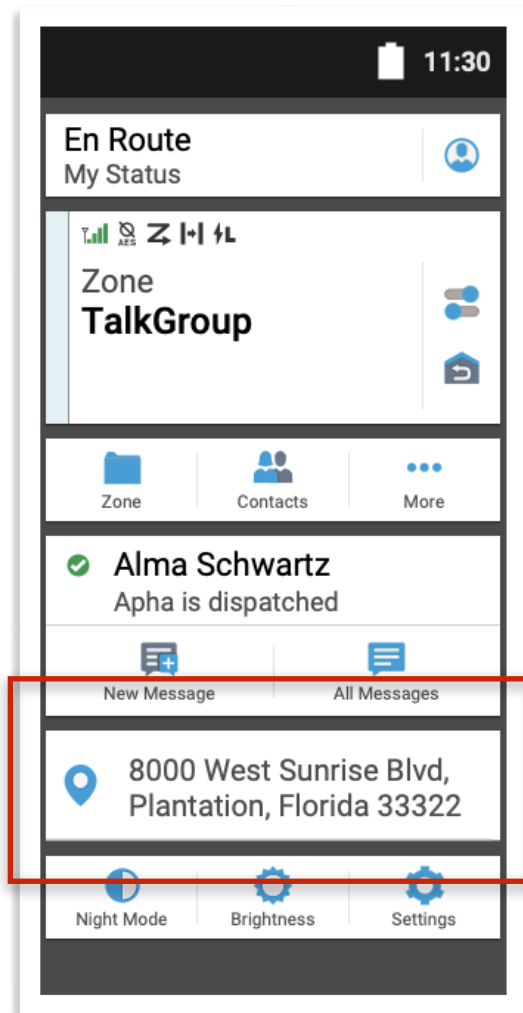 11:30
En Route
My Status
AES
L
Zone
TalkGroup
Zone
Contacts
More
Alma Schwartz
Apha is dispatched
New Message
All Messages
8000 West Sunrise Blvd,
Plantation, Florida 33322
Night Mode
Brightness
Settings